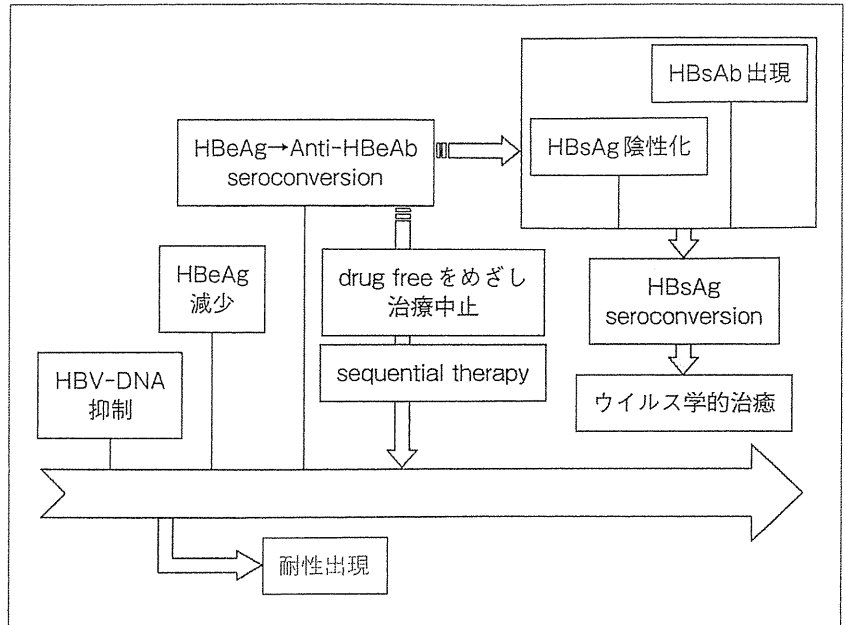 HBsAb 出現
HBsAg 陰性化
HBeAg→Anti-HBeAb
seroconversion
HBeAg
減少
drug free をめざし
治療中止
HBsAg
seroconversion
sequential therapy
HBV-DNA
抑制
ウイルス学的治癒
耐性出現